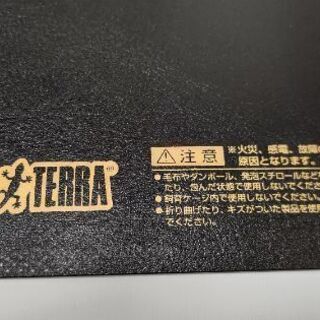 TERRA
⚠注意 ※火災、感電、故障の
原因となります。
●毛布やダンボール、発泡スチロールなど
たり、包んだ状態で使用しないでくださ
●飼育ケージ内で使用しないでください。
●折り曲げたり、キズがついた製品を使用
でください。